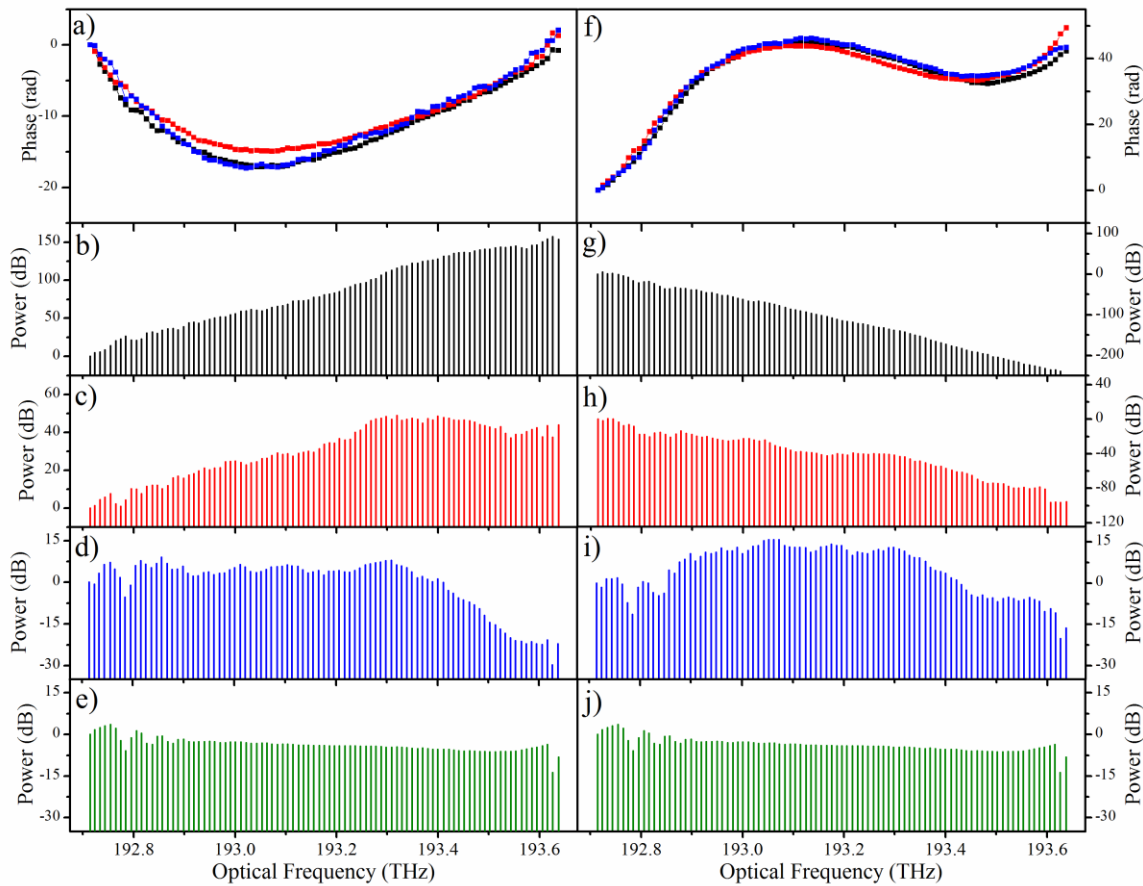 a)
Phase (rad)
0
-10
-20
f)
Phase (rad)
40
20
0
b)
Power (dB)
150
100
50
0
g)
Power (dB)
100
0
-100
-200
c)
Power (dB)
60
40
20
0
h)
Power (dB)
40
0
-40
-80
-120
d)
Power (dB)
15
0
-15
-30
i)
Power (dB)
15
0
-15
-30
e)
Power (dB)
15
0
-15
-30
j)
Power (dB)
15
0
-15
-30
192.8 193.0 193.2 193.4 193.6
192.8 193.0 193.2 193.4 193.6
Optical Frequency (THz)
Optical Frequency (THz)